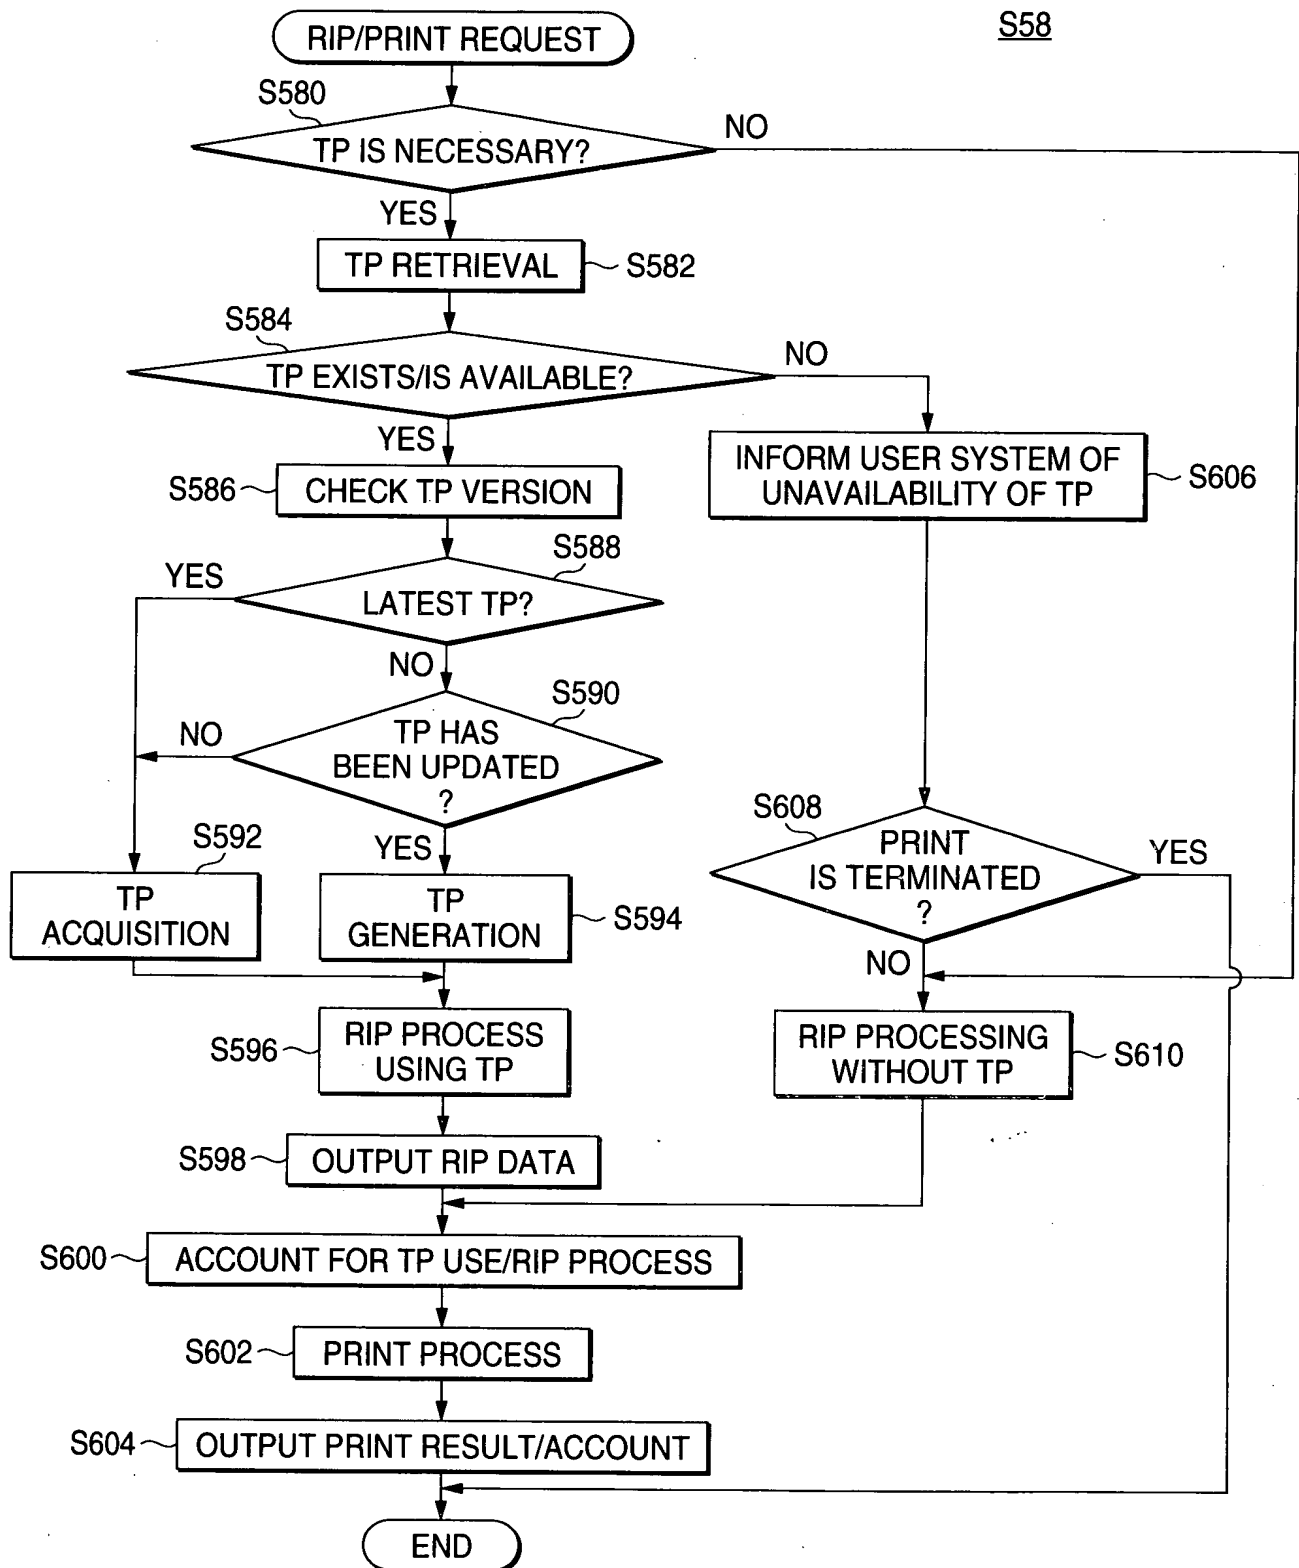 S58
RIP/PRINT REQUEST
S580
TP IS NECESSARY?
NO
YES
TP RETRIEVAL
S582
S584
TP EXISTS/IS AVAILABLE?
NO
YES
S586
CHECK TP VERSION
INFORM USER SYSTEM OF
UNAVAILABILITY OF TP
S606
S588
YES
LATEST TP?
NO
S590
NO
TP HAS
BEEN UPDATED
?
YES
S592
TP
ACQUISITION
TP
GENERATION
S594
S608
PRINT
IS TERMINATED
?
YES
NO
S596
RIP PROCESS
USING TP
RIP PROCESSING
WITHOUT TP
S610
S598
OUTPUT RIP DATA
S600
ACCOUNT FOR TP USE/RIP PROCESS
S602
PRINT PROCESS
S604
OUTPUT PRINT RESULT/ACCOUNT
END